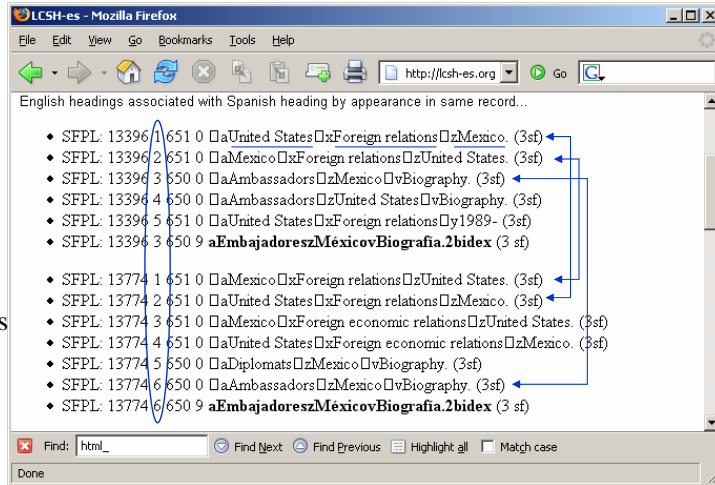 LCSH-es - Mozilla Firefox
File Edit View Go Bookmarks Tools Help
http://lcsh-es.org Go G
English headings associated with Spanish heading by appearance in same record...
• SFPL: 13396 1 651 0 □aUnited States□xForeign relations□zMexico. (3sf)
• SFPL: 13396 2 651 0 □aMexico□xForeign relations□zUnited States. (3sf)
• SFPL: 13396 3 650 0 □aAmbassadors□zMexico□vBiography. (3sf)
• SFPL: 13396 4 650 0 □aAmbassadors□zUnited States□vBiography. (3sf)
• SFPL: 13396 5 651 0 □aUnited States□xForeign relations□y1989- (3sf)
• SFPL: 13396 3 650 9 aEmbajadoreszMéxicovBiografía.2bidex (3 sf)
• SFPL: 13774 1 651 0 □aMexico□xForeign relations□zUnited States. (3sf)
• SFPL: 13774 2 651 0 □aUnited States□xForeign relations□zMexico. (3sf)
s
• SFPL: 13774 3 651 0 □aMexico□xForeign economic relations□zUnited States. (3sf)
• SFPL: 13774 4 651 0 □aUnited States□xForeign economic relations□zMexico. (3sf)
• SFPL: 13774 5 650 0 □aDiplomats□zMexico□vBiography. (3sf)
• SFPL: 13774 6 650 0 □aAmbassadors□zMexico□vBiography. (3sf)
• SFPL: 13774 6 650 9 aEmbajadoreszMéxicovBiografía.2bidex (3 sf)
Find: html_ Find Next Find Previous Highlight all Match case
Done